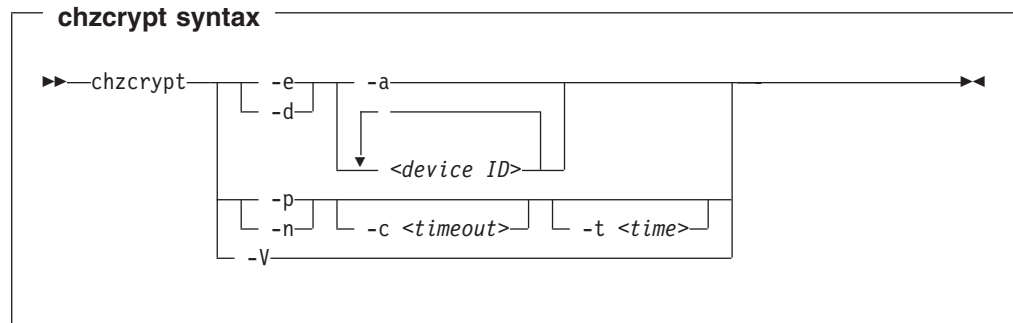 chzcrypt syntax
chzcrypt -e -a
-d
<device ID>
-p
-n -c <timeout> -t <time>
-V